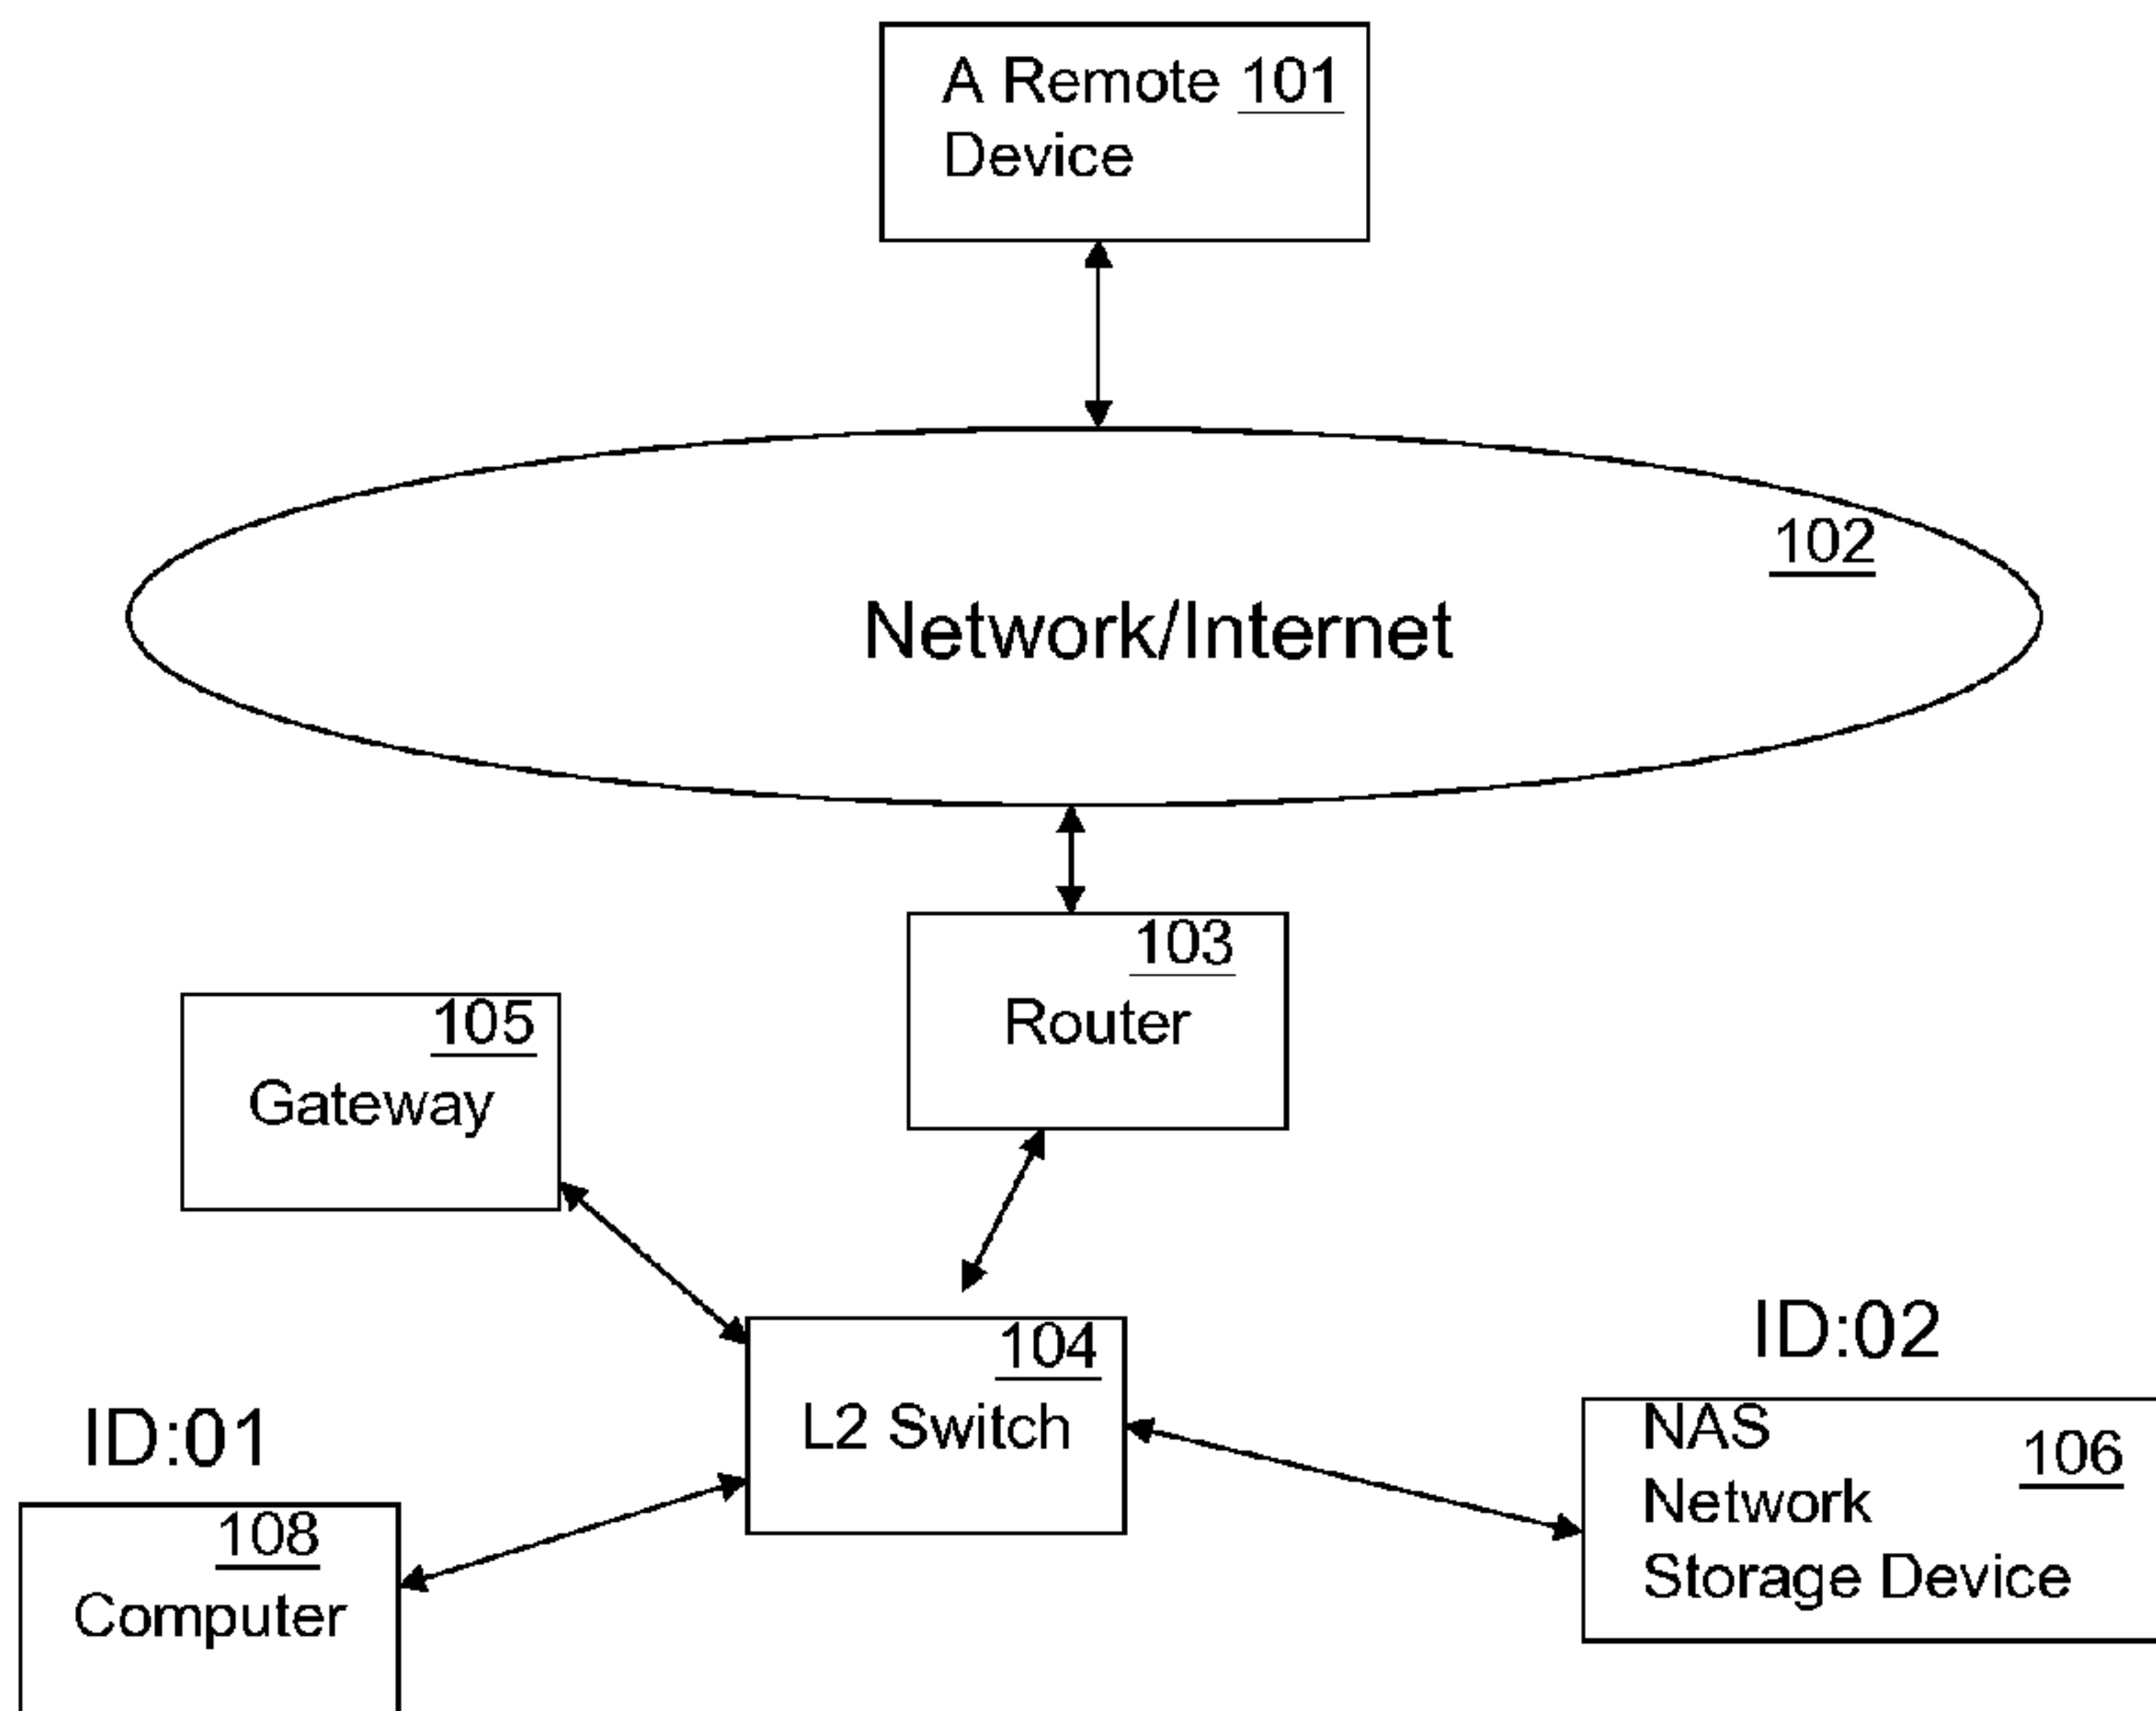 A Remote 101
Device
102
Network/Internet
103
Router
105
Gateway
104
L2 Switch
ID:02
NAS
106
Network
Storage Device
ID:01
108
Computer